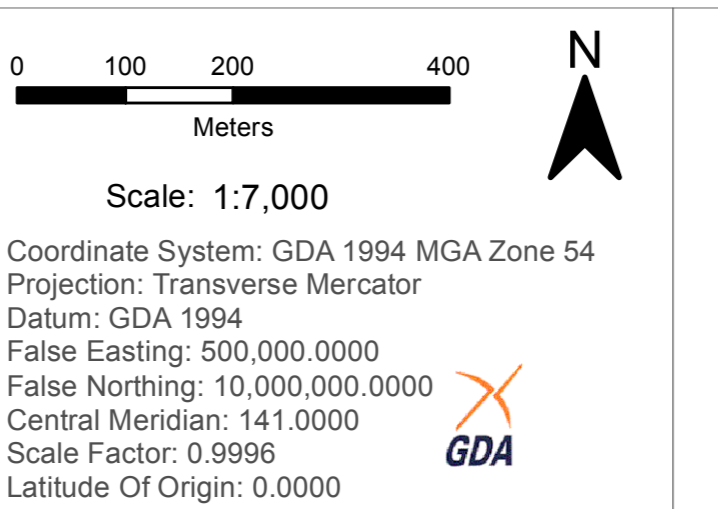 N
0 100 200 400
Meters
Scale: 1:7,000
Coordinate System: GDA 1994 MGA Zone 54
Projection: Transverse Mercator
Datum: GDA 1994
False Easting: 500,000.0000
False Northing: 10,000,000.0000
Central Meridian: 141.0000
Scale Factor: 0.9996
Latitude Of Origin: 0.0000
GDA